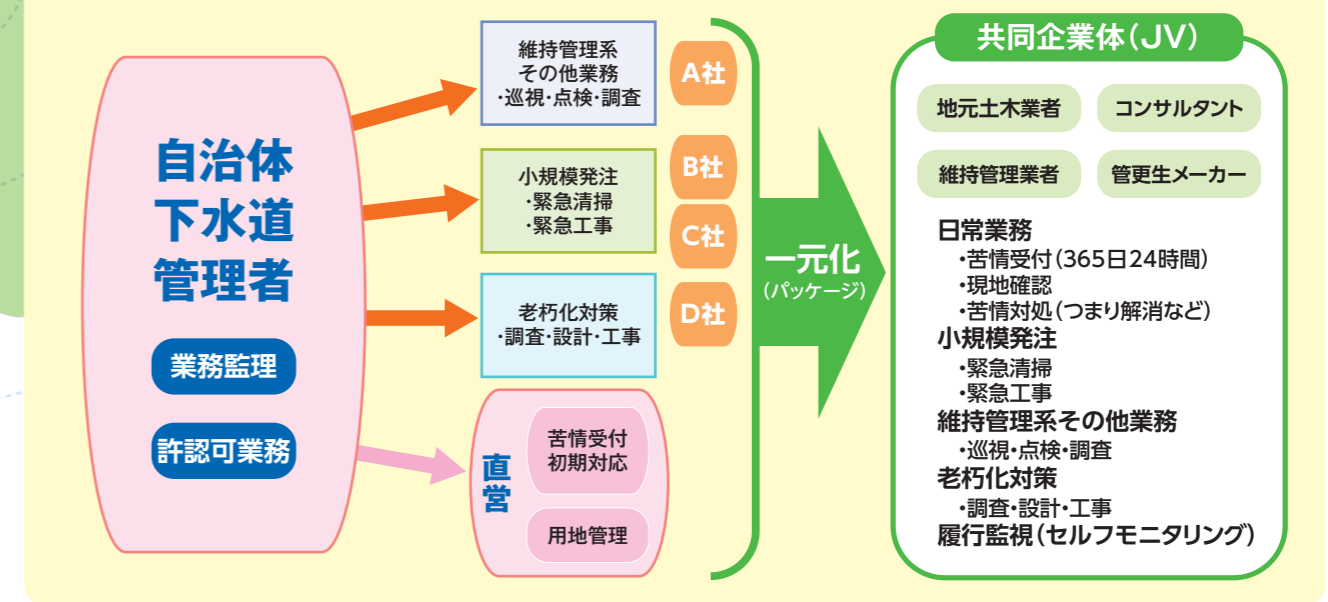 自治体
下水道
管理者
業務監理
許認可業務
維持管理系
その他業務
・巡視・点検・調査
A社
小規模発注
・緊急清掃
・緊急工事
B社
C社
老朽化対策
・調査・設計・工事
D社
直営
苦情受付
初期対応
用地管理
一元化
(パッケージ)
共同企業体(JV)
地元土木業者
コンサルタント
維持管理業者
管更生メーカー
日常業務
・苦情受付(365日24時間)
・現地確認
・苦情対処(つまり解消など)
小規模発注
・緊急清掃
・緊急工事
維持管理系その他業務
・巡視・点検・調査
老朽化対策
・調査・設計・工事
履行監視(セルフモニタリング)